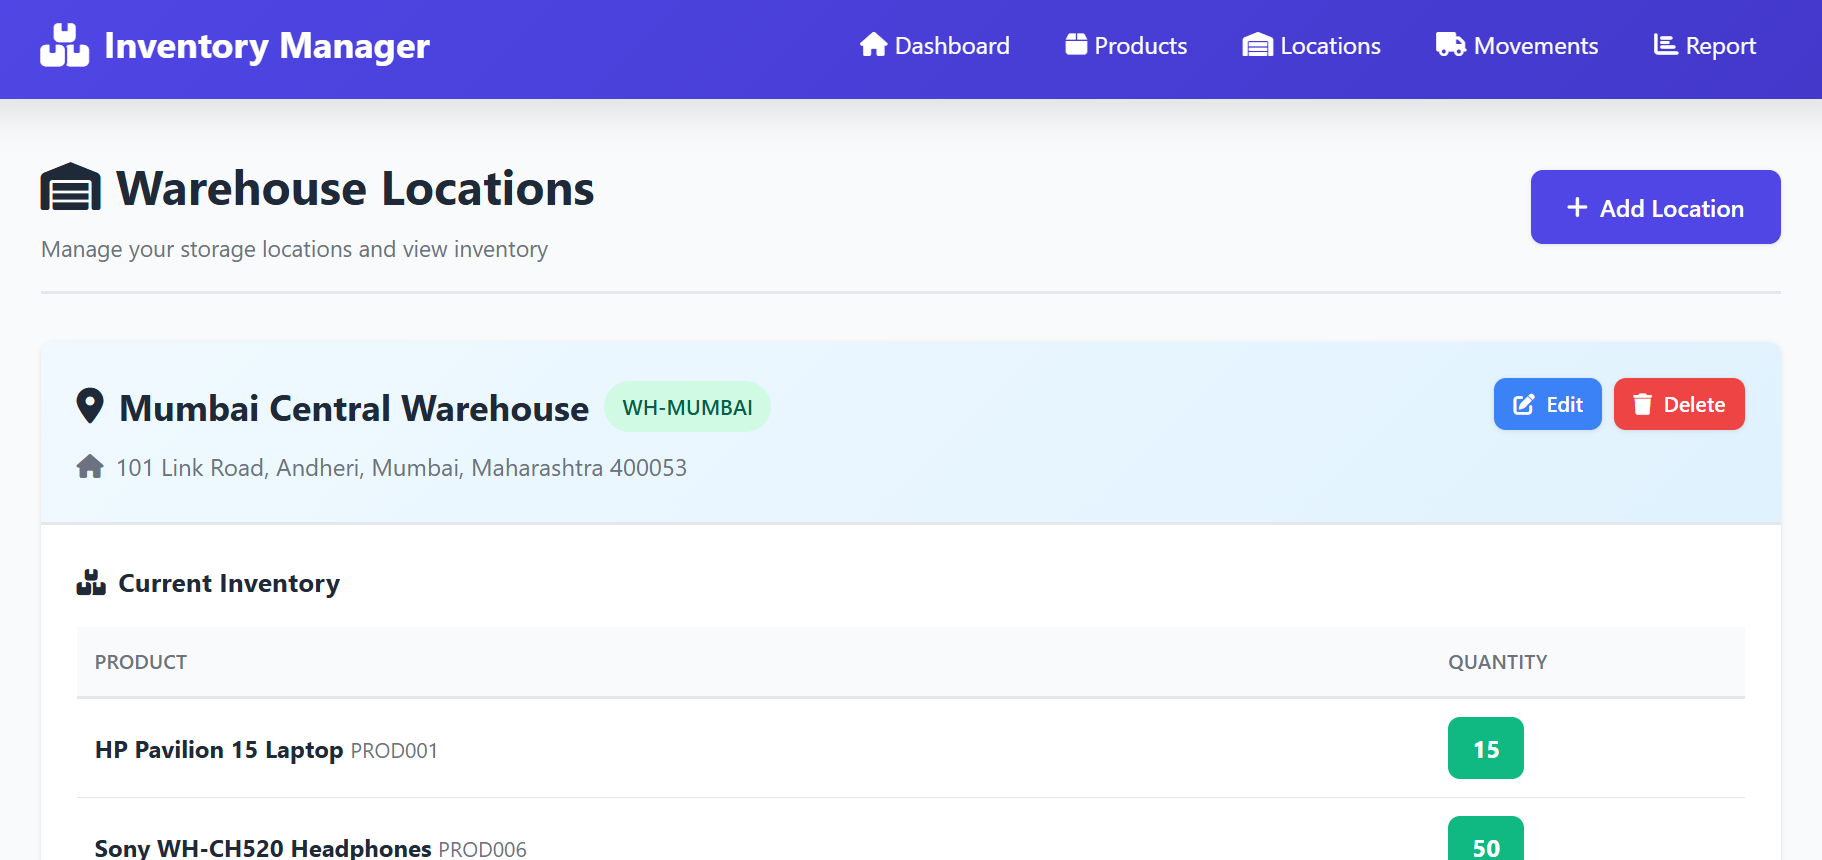 Inventory Manager
Dashboard Products Locations Movements Report
Warehouse Locations
Manage your storage locations and view inventory
+ Add Location
Mumbai Central Warehouse WH-MUMBAI
Edit Delete
101 Link Road, Andheri, Mumbai, Maharashtra 400053
Current Inventory
PRODUCT QUANTITY
HP Pavilion 15 Laptop PROD001 15
Sony WH-CH520 Headphones PROD006 50